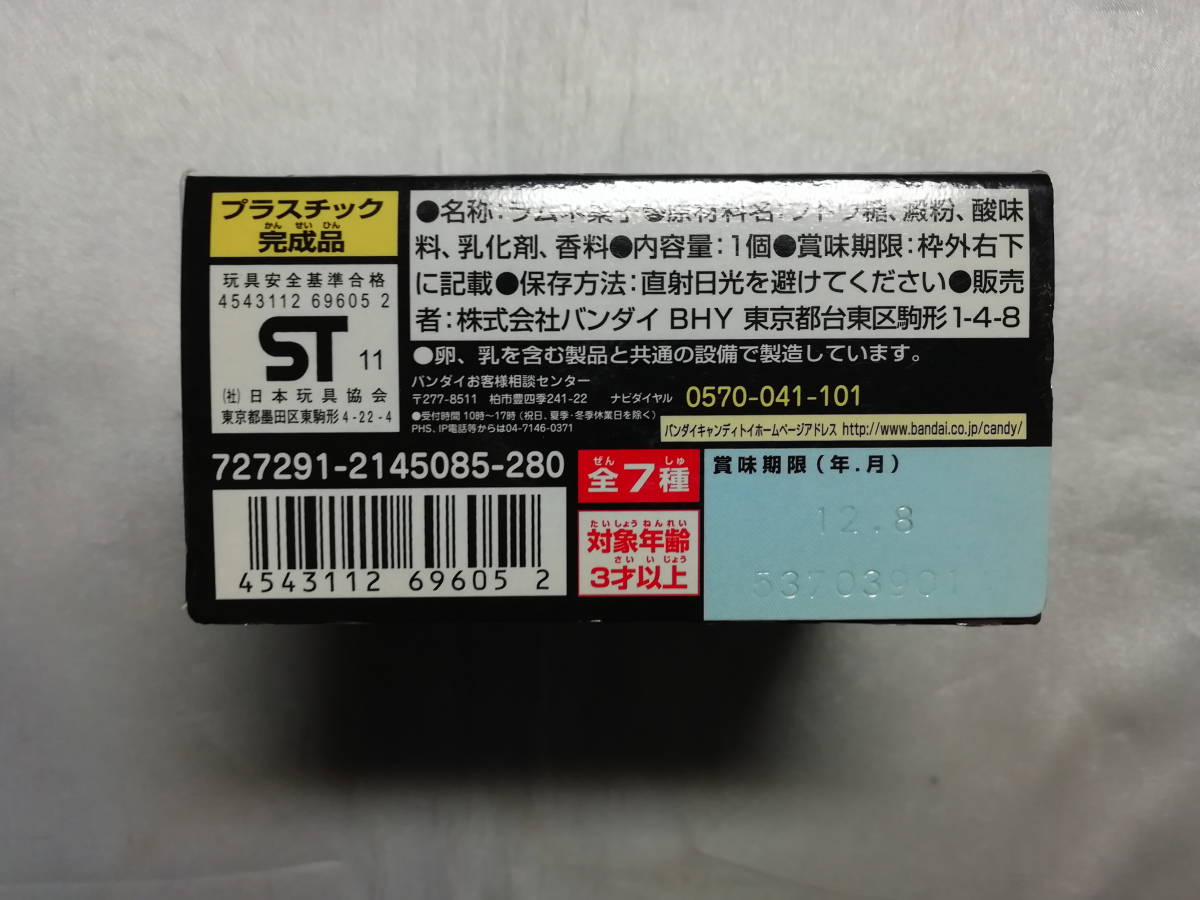 プラスチック
かん せい ひん
完成品
玩具安全基準合格
4543112 69605 2
ST 11
(社) 日本玩具協会
東京都墨田区東駒形4-22-4
●名称:ラムネ菓子●原材料名:ブドウ糖、澱粉、酸味
料、乳化剤、香料●内容量:1個●賞味期限:枠外右下
に記載●保存方法:直射日光を避けてください●販売
者:株式会社バンダイ BHY 東京都台東区駒形1-4-8
●卵、乳を含む製品と共通の設備で製造しています。
バンダイお客様相談センター
〒277-8511 柏市豊四季241-22 ナビダイヤル 0570-041-101
●受付時間 10時~17時(祝日、夏季・冬季休業日を除く)
PHS、IP電話等からは04-7146-0371
バンダイキャンディトイホームページアドレス http://www.bandai.co.jp/candy/
727291-2145085-280
4543112 696052
ぜん しゅ
全7種
たいしょうねんれい
対象年齢
さい いじょう
3才以上
賞味期限(年.月)
12.8
53703901